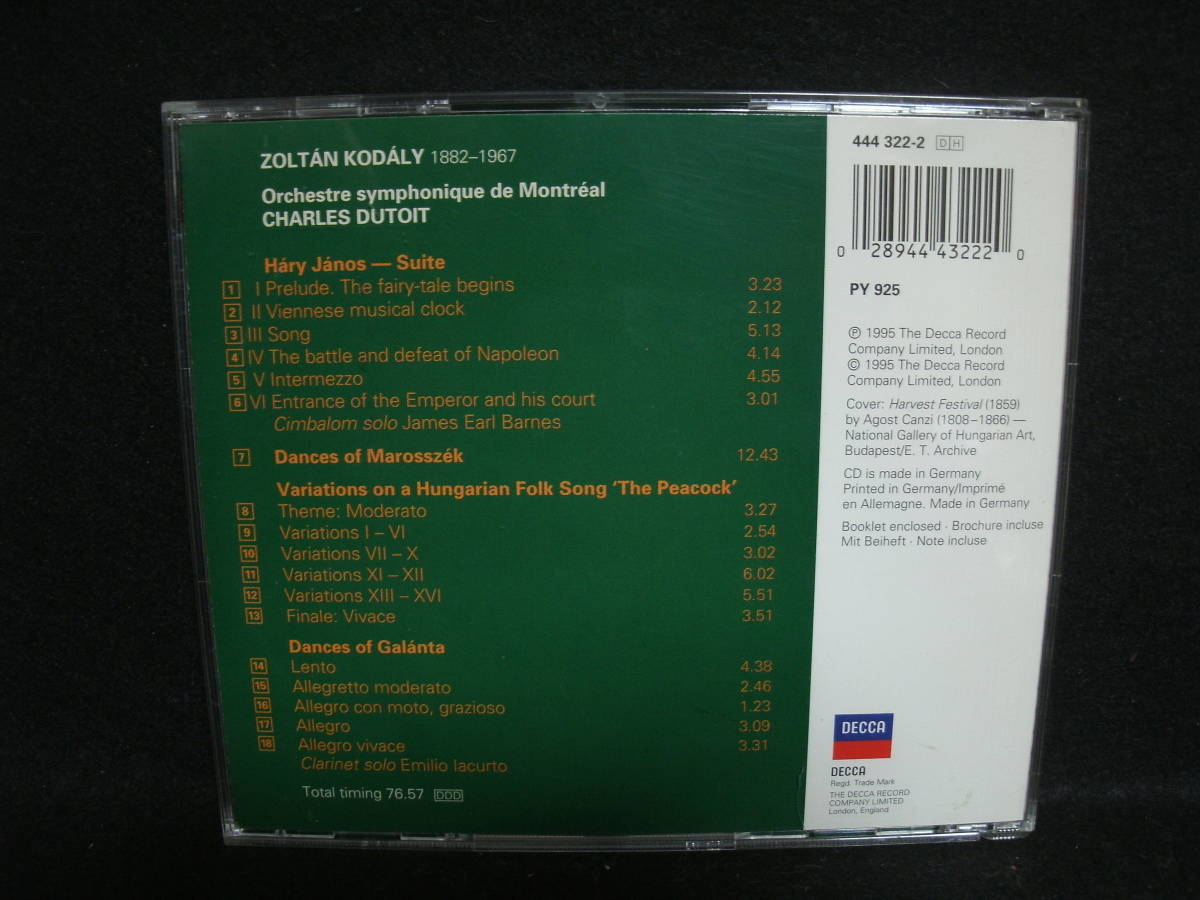 ZOLTÁN KODÁLY 1882–1967
Orchestre symphonique de Montréal
CHARLES DUTOIT
Háry János — Suite
1 I Prelude. The fairy-tale begins 3.23
2 II Viennese musical clock 2.12
3 III Song 5.13
4 IV The battle and defeat of Napoleon 4.14
5 V Intermezzo 4.55
6 VI Entrance of the Emperor and his court 3.01
Cimbalom solo James Earl Barnes
7 Dances of Marosszék 12.43
Variations on a Hungarian Folk Song ‘The Peacock’
8 Theme: Moderato 3.27
9 Variations I – VI 2.54
10 Variations VII – X 3.02
11 Variations XI – XII 6.02
12 Variations XIII – XVI 5.51
13 Finale: Vivace 3.51
Dances of Galánta
14 Lento 4.38
15 Allegretto moderato 2.46
16 Allegro con moto, grazioso 1.23
17 Allegro 3.09
18 Allegro vivace 3.31
Clarinet solo Emilio Iacurto
Total timing 76.57 DDD
444 322-2 DH
0 28944 43222 0
PY 925
℗ 1995 The Decca Record
Company Limited, London
© 1995 The Decca Record
Company Limited, London
Cover: Harvest Festival (1859)
by Agost Canzi (1808–1866) —
National Gallery of Hungarian Art,
Budapest/E. T. Archive
CD is made in Germany
Printed in Germany/Imprimé
en Allemagne. Made in Germany
Booklet enclosed · Brochure incluse
Mit Beiheft · Note incluse
DECCA
DECCA
Regd. Trade Mark
THE DECCA RECORD
COMPANY LIMITED
London, England